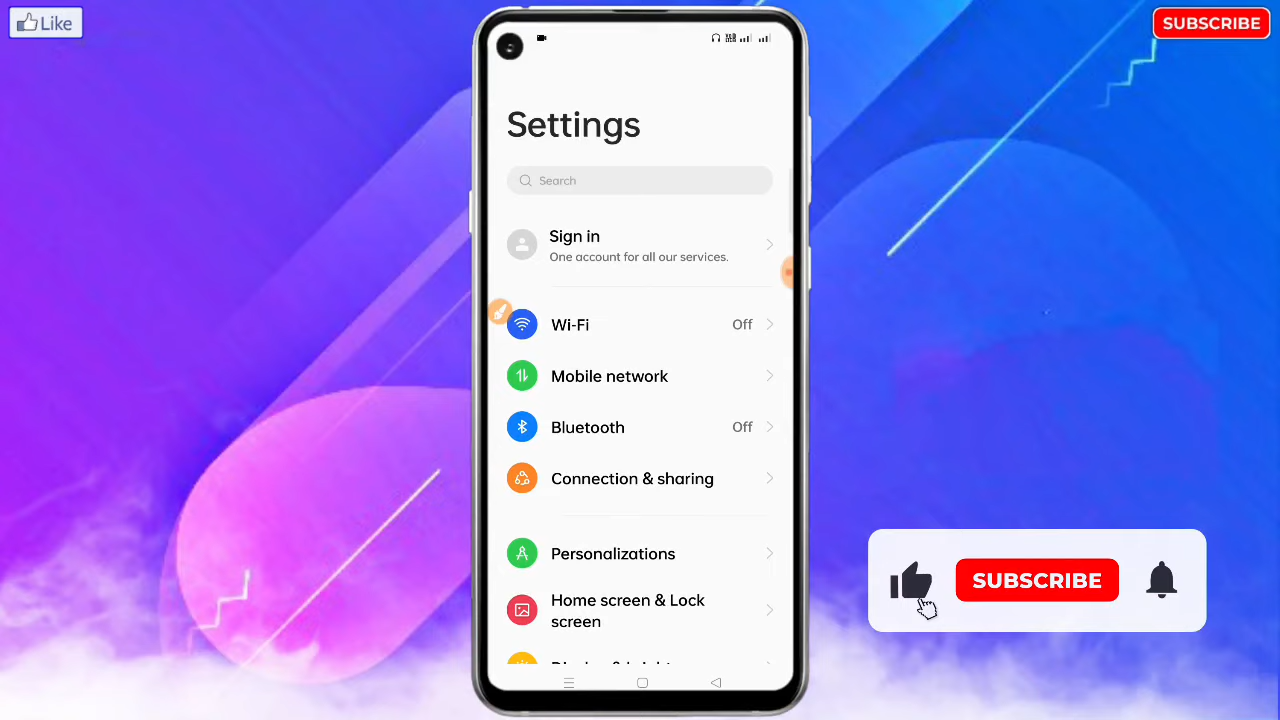 Like
SUBSCRIBE
Settings
Search
Sign in
One account for all our services.
Wi-Fi
Off
Mobile network
Bluetooth
Off
Connection & sharing
Personalizations
Home screen & Lock
screen
SUBSCRIBE